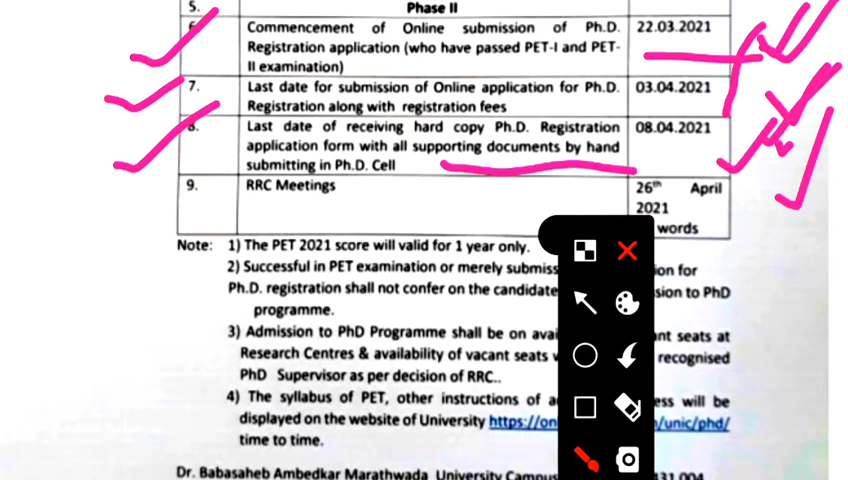 5. Phase II
6. Commencement of Online submission of Ph.D. 22.03.2021
Registration application (who have passed PET-I and PET-
II examination)
7. Last date for submission of Online application for Ph.D. 03.04.2021
Registration along with registration fees
8. Last date of receiving hard copy Ph.D. Registration 08.04.2021
application form with all supporting documents by hand
submitting in Ph.D. Cell
9. RRC Meetings 26th April
2021
words
Note: 1) The PET 2021 score will valid for 1 year only.
2) Successful in PET examination or merely submiss ion for
Ph.D. registration shall not confer on the candidate sion to PhD
programme.
3) Admission to PhD Programme shall be on avai nt seats at
Research Centres & availability of vacant seats recognised
PhD Supervisor as per decision of RRC..
4) The syllabus of PET, other instructions of a ess will be
displayed on the website of University https://onl /unic/phd/
time to time.
Dr. Babasaheb Ambedkar Marathwada University Campus 431 004